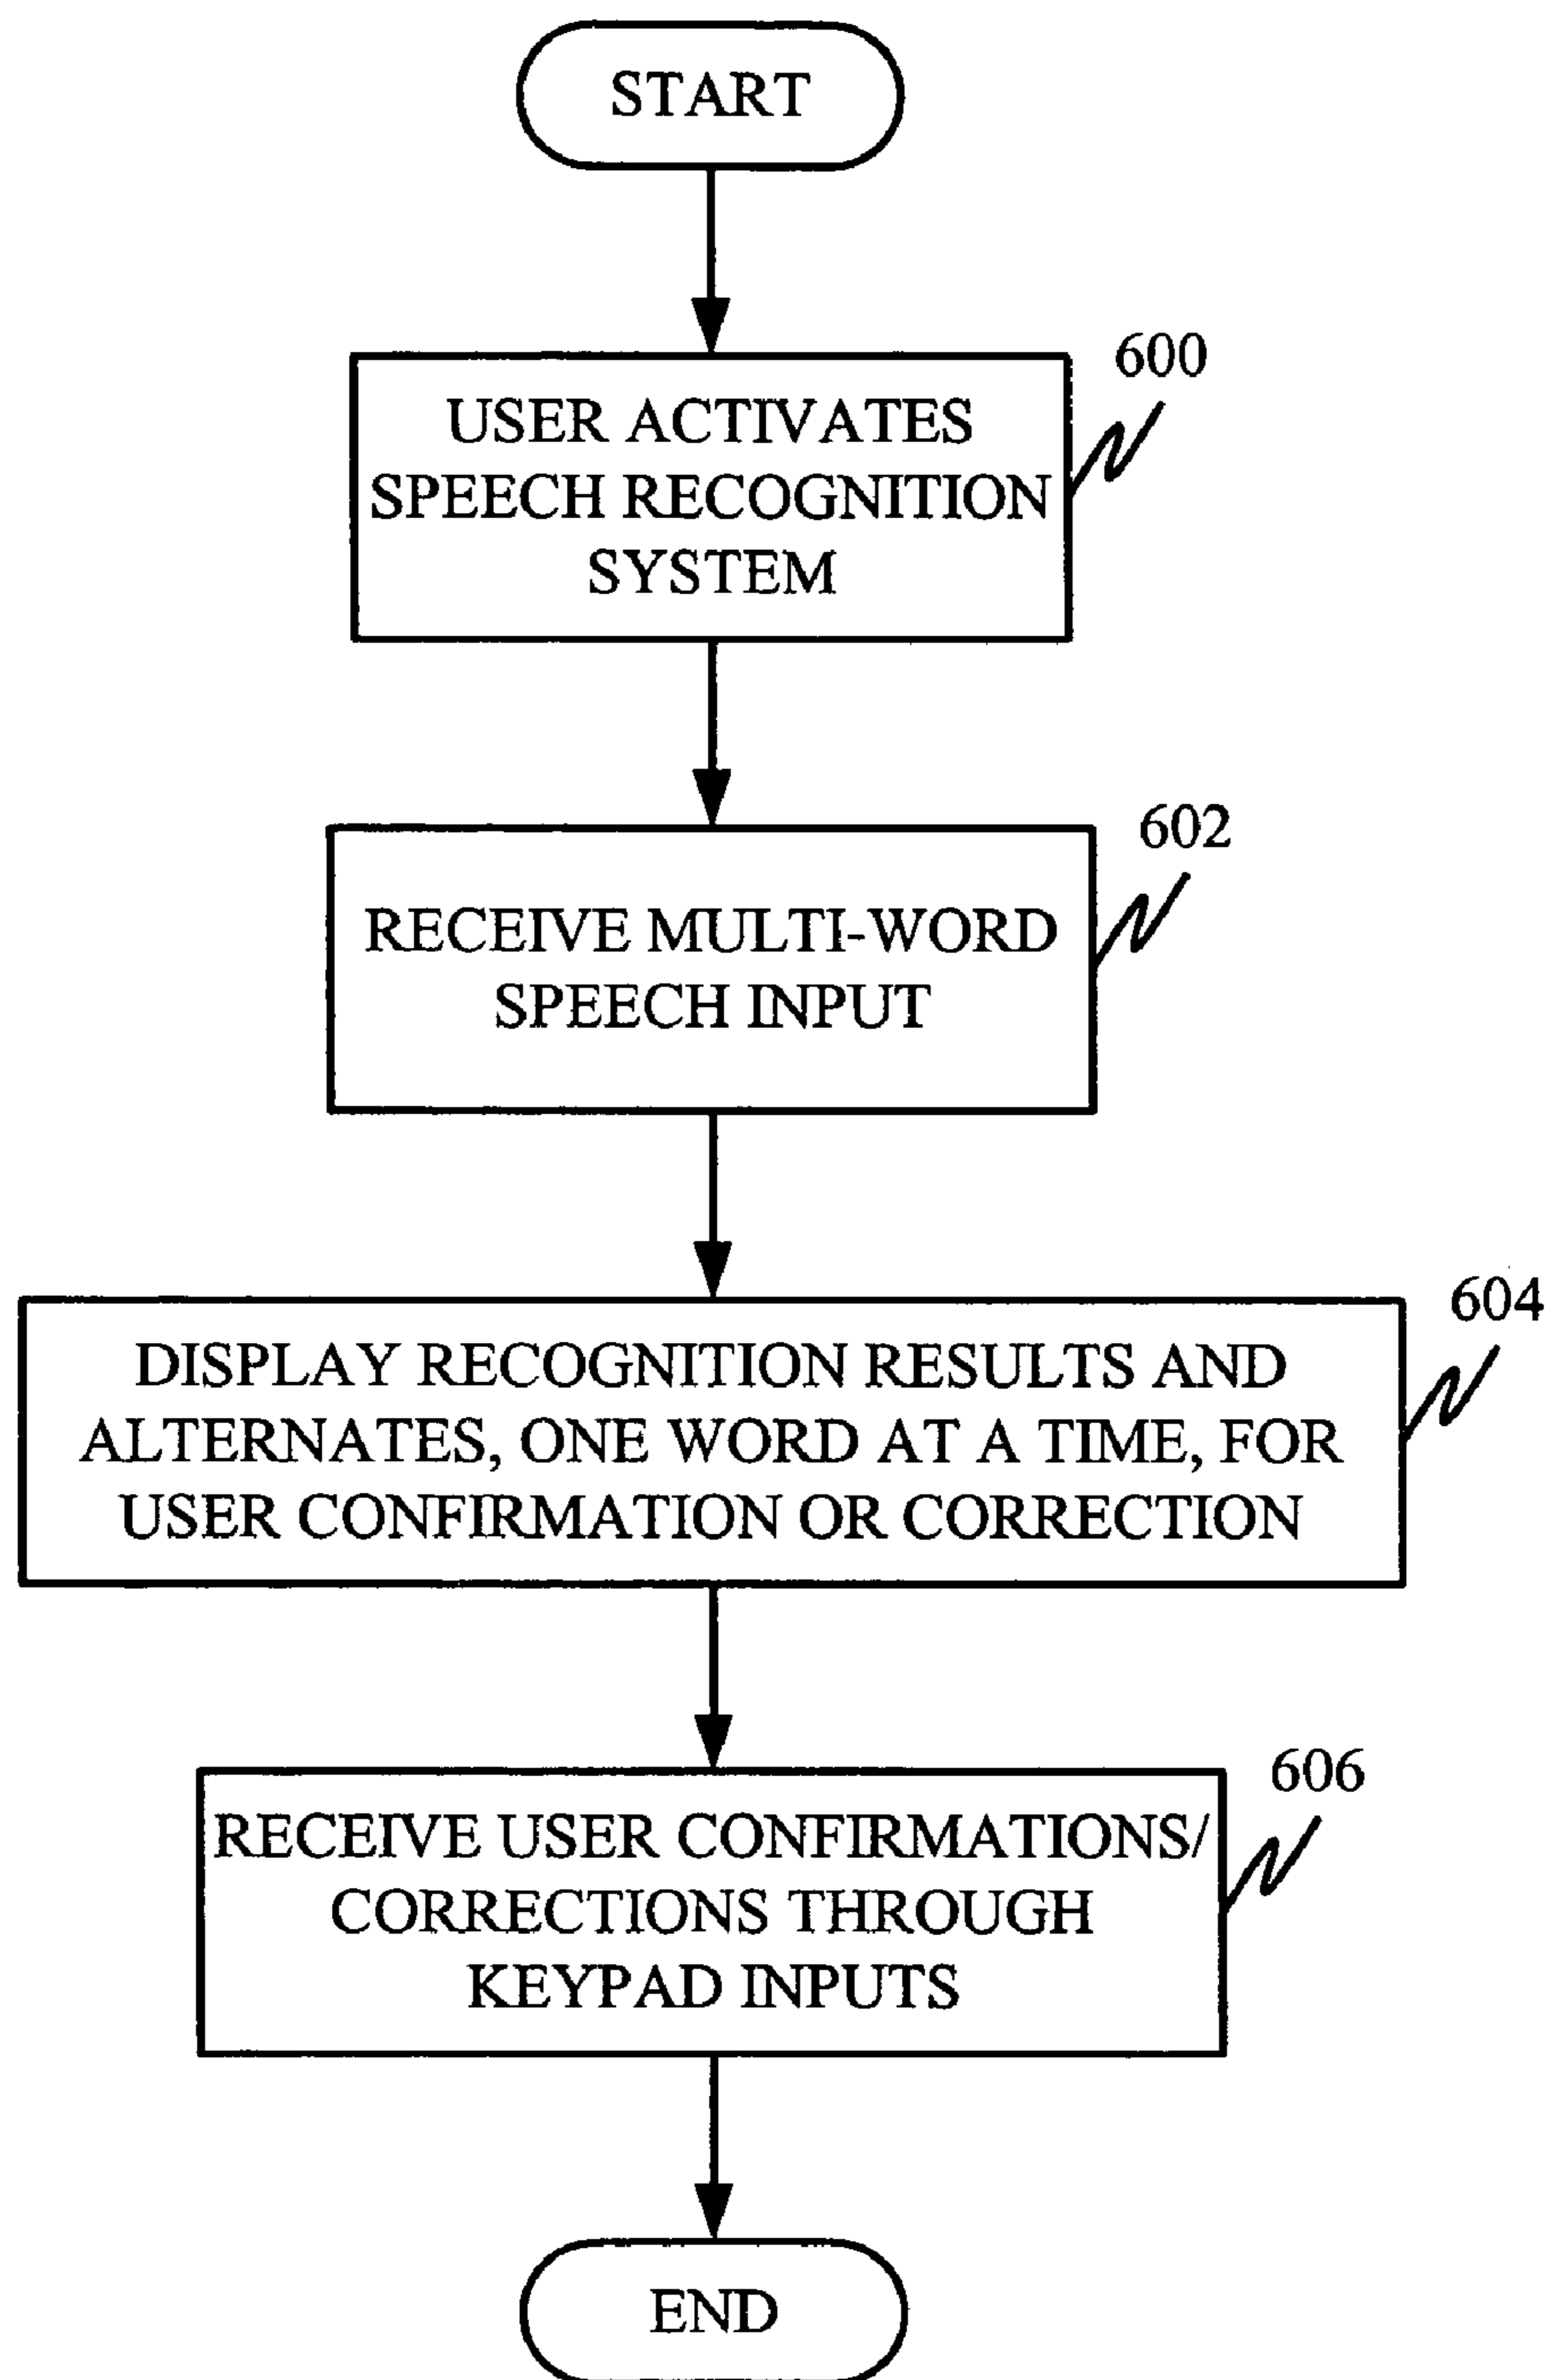 START
600
USER ACTIVATES
SPEECH RECOGNITION
SYSTEM
602
RECEIVE MULTI-WORD
SPEECH INPUT
604
DISPLAY RECOGNITION RESULTS AND
ALTERNATES, ONE WORD AT A TIME, FOR
USER CONFIRMATION OR CORRECTION
606
RECEIVE USER CONFIRMATIONS/
CORRECTIONS THROUGH
KEYPAD INPUTS
END